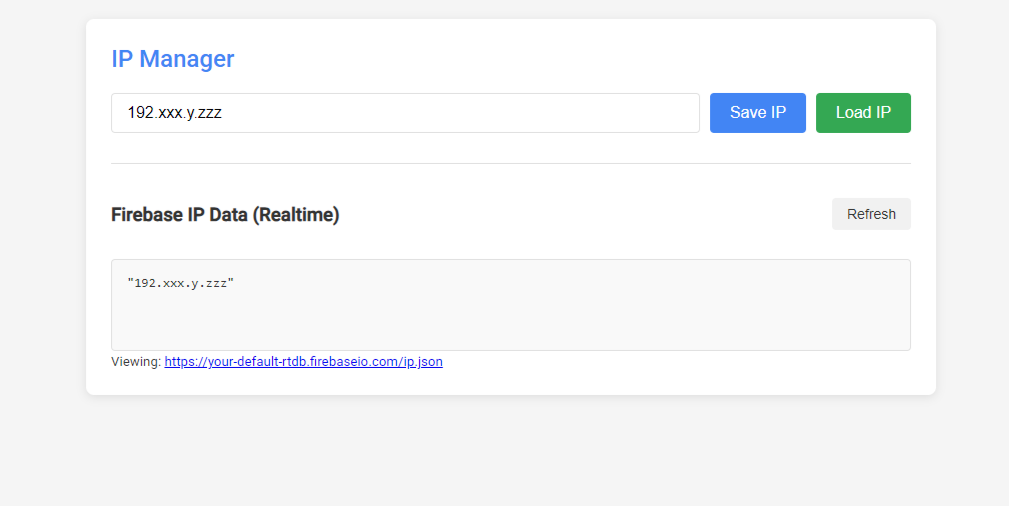 IP Manager
192.xxx.y.zzz Save IP Load IP
Firebase IP Data (Realtime) Refresh
"192.xxx.y.zzz"
Viewing: https://your-default-rtdb.firebaseio.com/ip.json